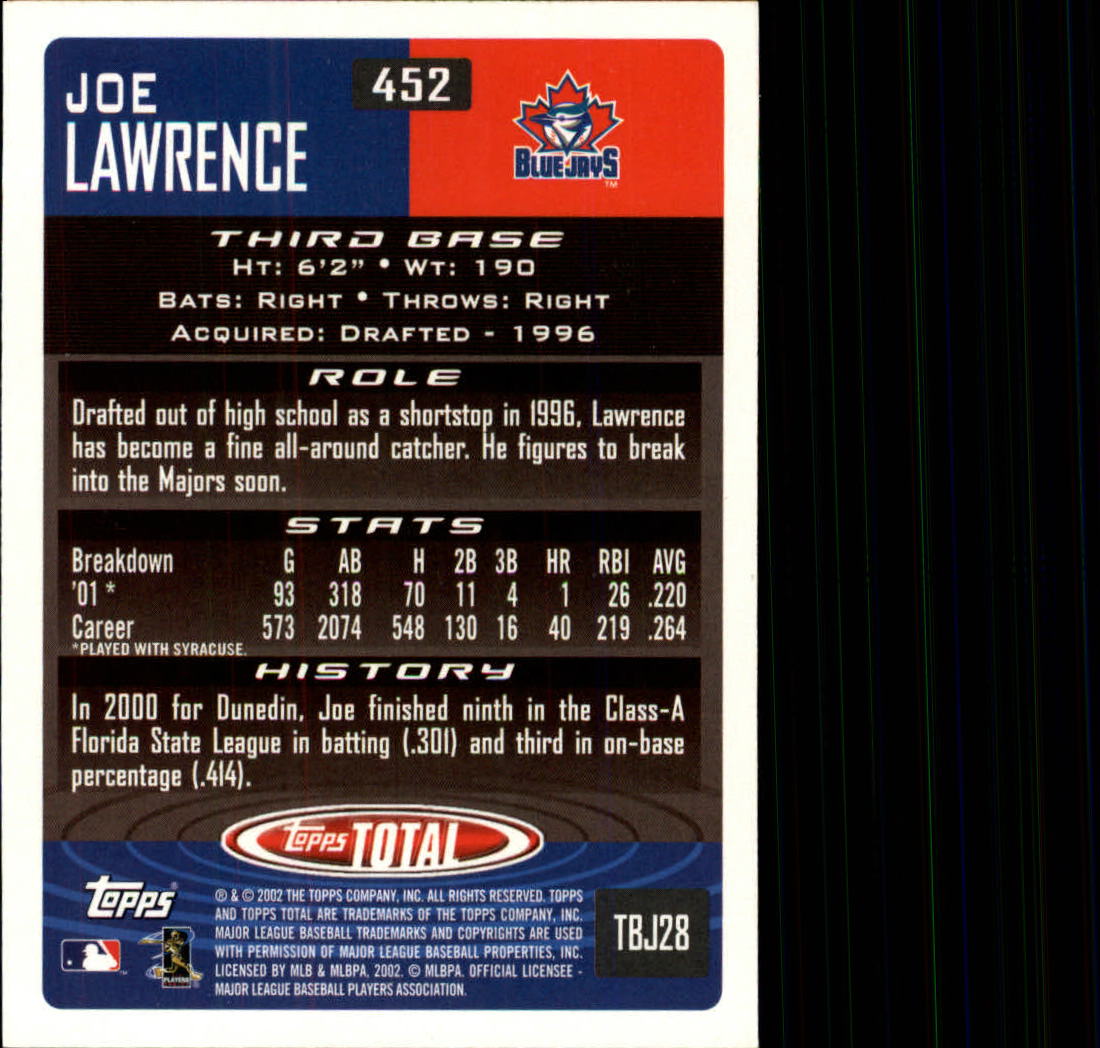 JOE
LAWRENCE
452
BLUE JAYS
TM
THIRD BASE
HT: 6'2" • WT: 190
BATS: RIGHT • THROWS: RIGHT
ACQUIRED: DRAFTED - 1996
ROLE
Drafted out of high school as a shortstop in 1996, Lawrence
has become a fine all-around catcher. He figures to break
into the Majors soon.
STATS
Breakdown G AB H 2B 3B HR RBI AVG
'01 * 93 318 70 11 4 1 26 .220
Career 573 2074 548 130 16 40 219 .264
*PLAYED WITH SYRACUSE.
HISTORY
In 2000 for Dunedin, Joe finished ninth in the Class-A
Florida State League in batting (.301) and third in on-base
percentage (.414).
Topps TOTAL
Topps®
® & © 2002 THE TOPPS COMPANY, INC. ALL RIGHTS RESERVED. TOPPS
AND TOPPS TOTAL ARE TRADEMARKS OF THE TOPPS COMPANY, INC.
MAJOR LEAGUE BASEBALL TRADEMARKS AND COPYRIGHTS ARE USED
WITH PERMISSION OF MAJOR LEAGUE BASEBALL PROPERTIES, INC.
LICENSED BY MLB & MLBPA, 2002. © MLBPA. OFFICIAL LICENSEE -
MAJOR LEAGUE BASEBALL PLAYERS ASSOCIATION.
PLAYERS
TBJ28